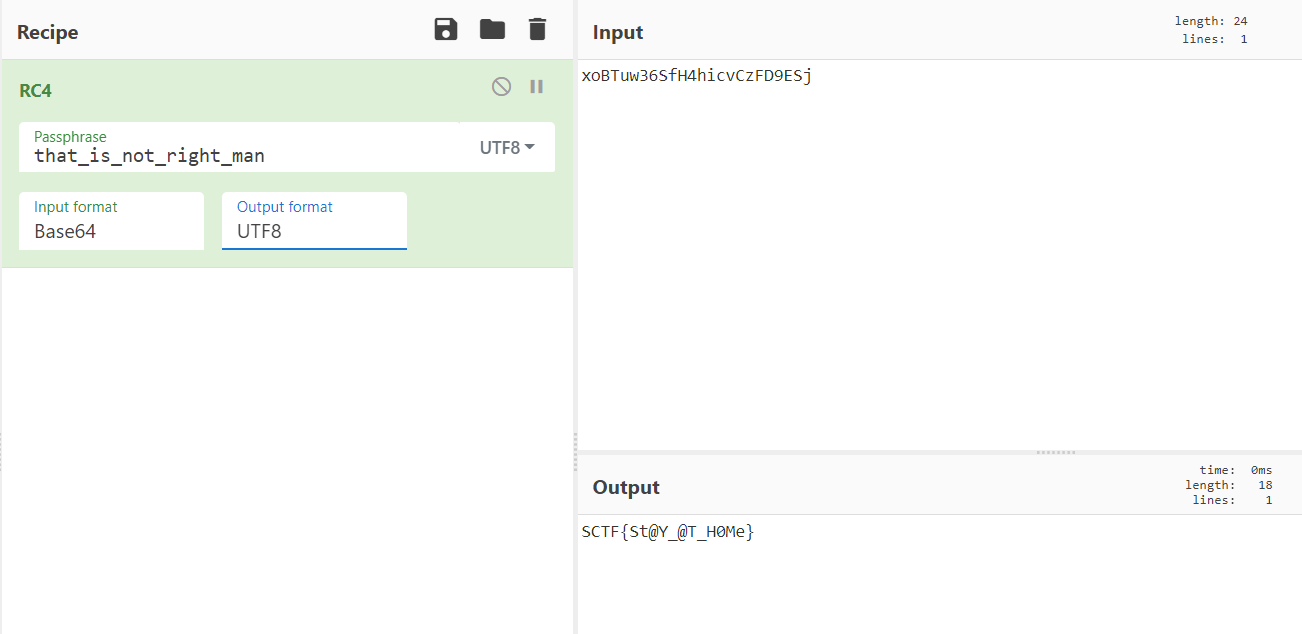 Recipe
RC4
Passphrase
that_is_not_right_man
UTF8
Input format
Base64
Output format
UTF8
Input
length: 24
lines: 1
xoBTuw36SfH4hicvCzFD9ESj
Output
time: 0ms
length: 18
lines: 1
SCTF{St@Y_@T_H0Me}